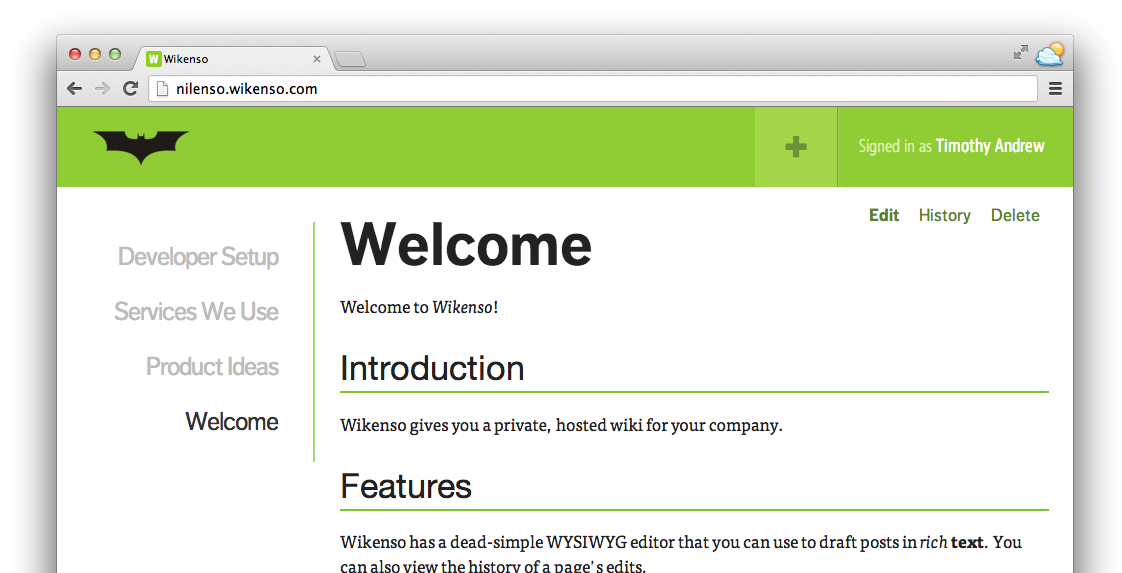 Wikenso
nilenso.wikenso.com
Signed in as Timothy Andrew
Edit History Delete
Developer Setup
Services We Use
Product Ideas
Welcome
Welcome
Welcome to Wikenso!
Introduction
Wikenso gives you a private, hosted wiki for your company.
Features
Wikenso has a dead-simple WYSIWYG editor that you can use to draft posts in rich text. You
can also view the history of a page's edits.